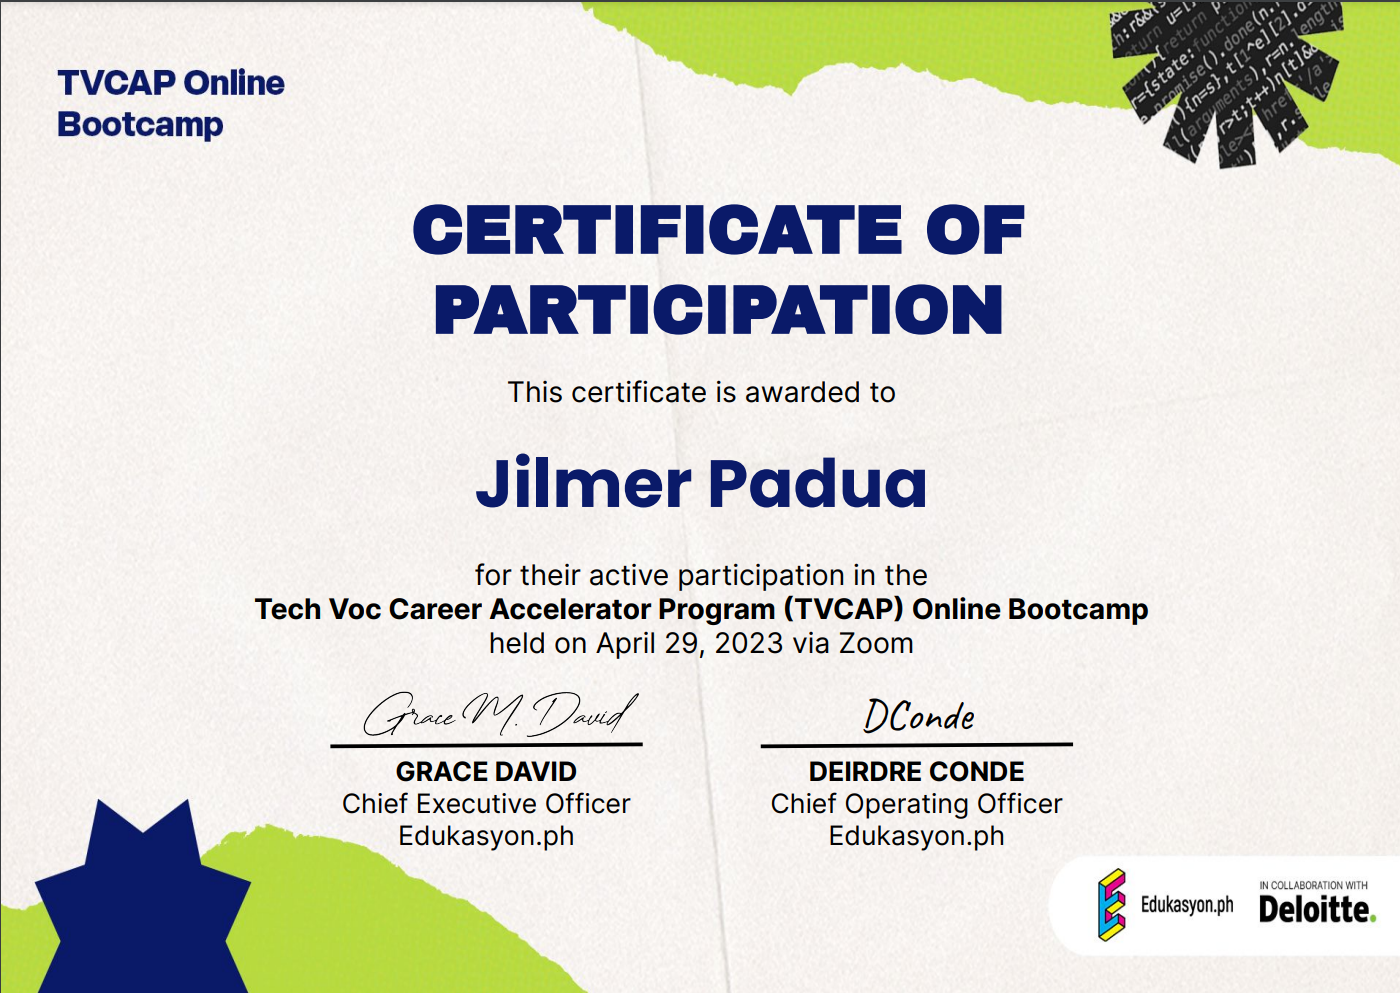 TVCAP Online
Bootcamp
CERTIFICATE OF
PARTICIPATION
This certificate is awarded to
Jilmer Padua
for their active participation in the
Tech Voc Career Accelerator Program (TVCAP) Online Bootcamp
held on April 29, 2023 via Zoom
Grace M. David
DConde
GRACE DAVID
DEIRDRE CONDE
Chief Executive Officer
Chief Operating Officer
Edukasyon.ph
Edukasyon.ph
Edukasyon.ph
IN COLLABORATION WITH
Deloitte.